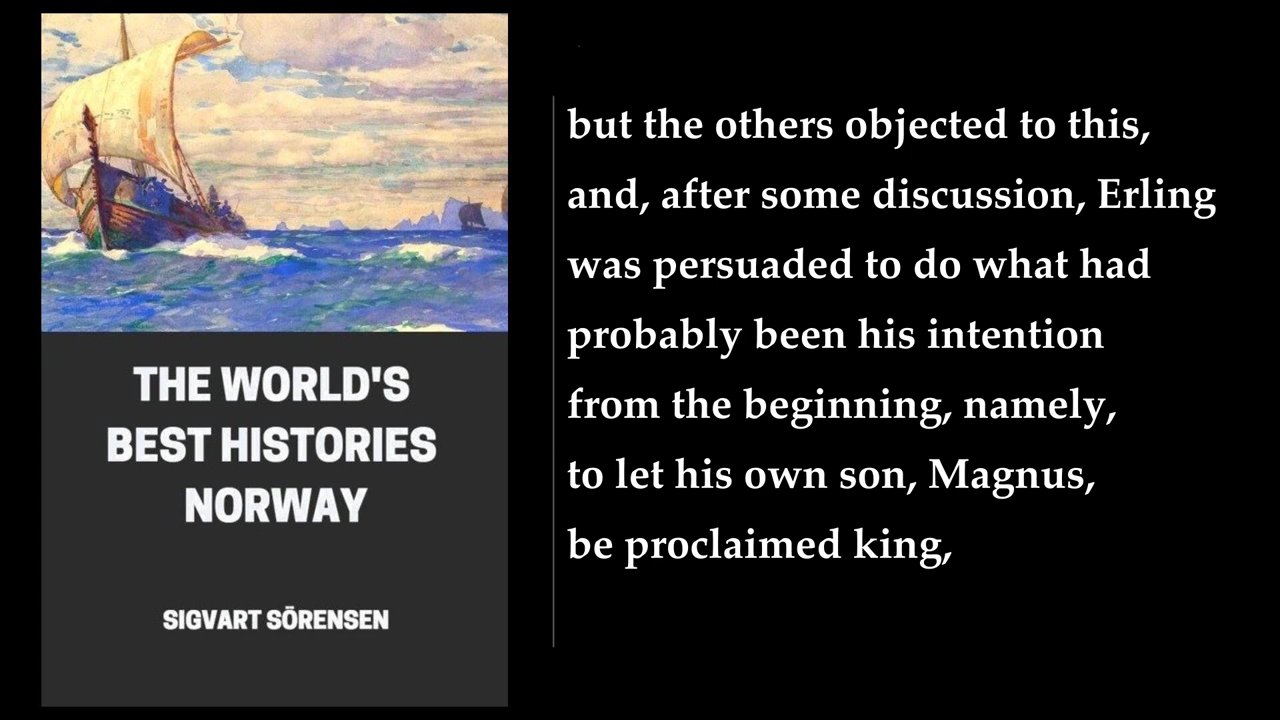 THE WORLD'S
BEST HISTORIES
NORWAY
SIGVART SÖRENSEN
but the others objected to this,
and, after some discussion, Erling
was persuaded to do what had
probably been his intention
from the beginning, namely,
to let his own son, Magnus,
be proclaimed king,